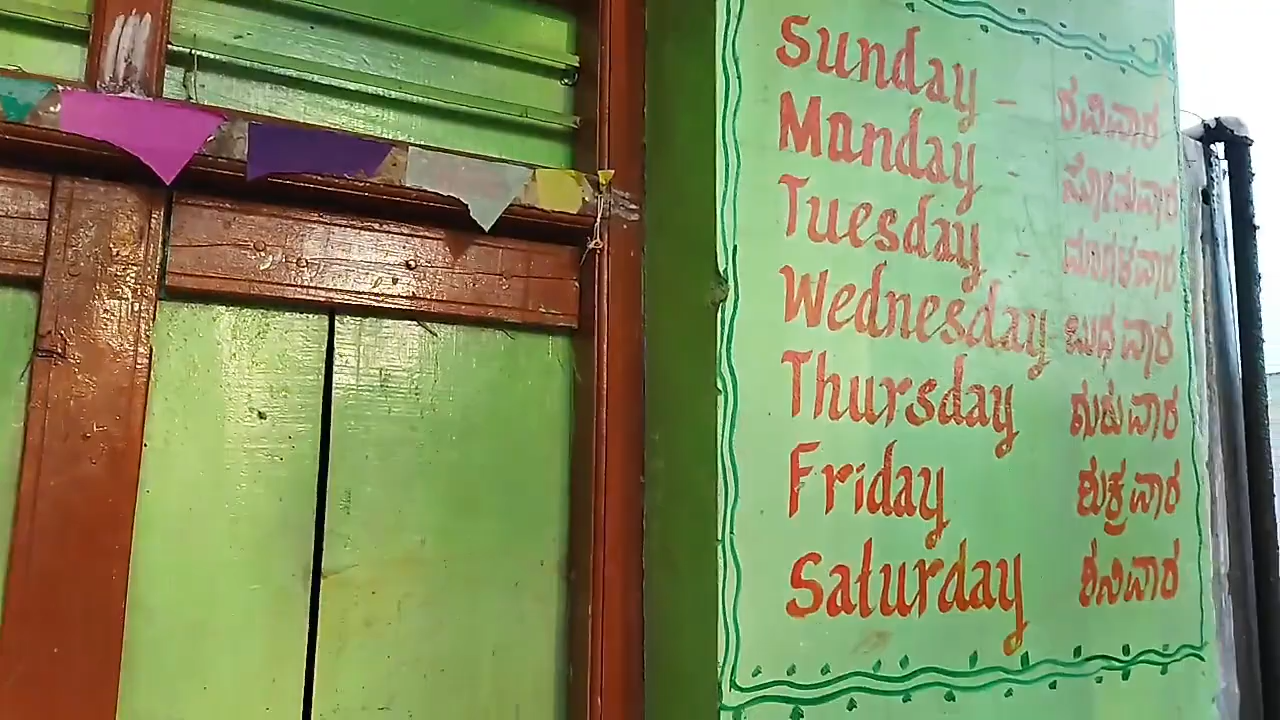 Sunday - ರವಿವಾರ
Manday - ಸೋಮವಾರ
Tuesday - ಮಂಗಳವಾರ
Wednesday ಬುಧವಾರ
Thursday ಗುರುವಾರ
Friday ಶುಕ್ರವಾರ
Saturday ಶನಿವಾರ